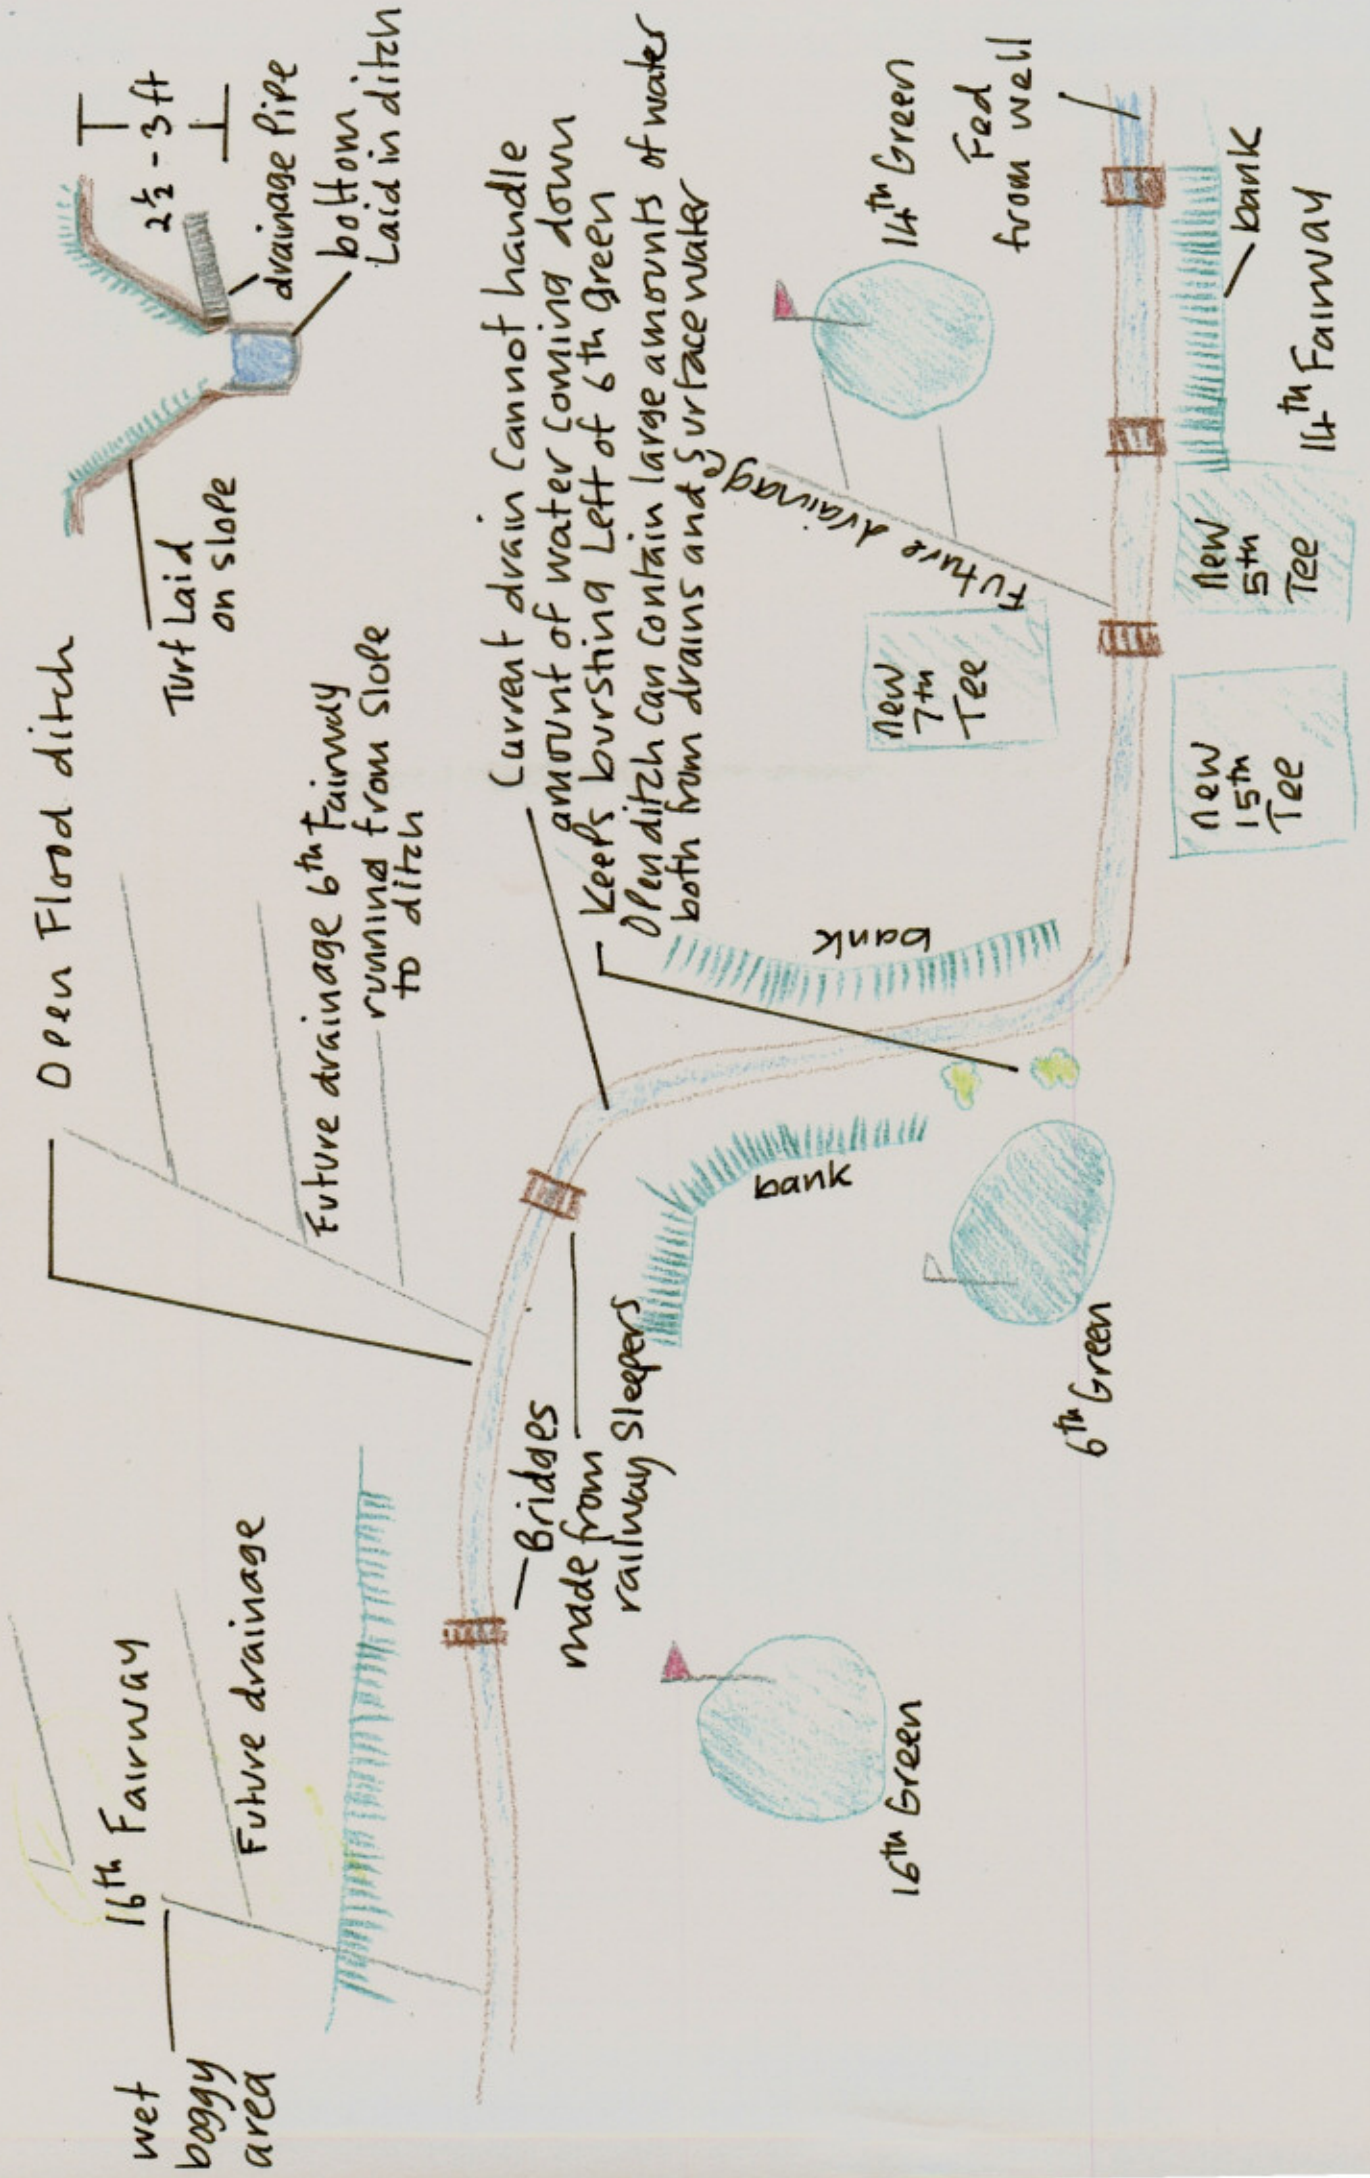 Open Flood ditch
Turf Laid
on slope
2½ - 3 ft
drainage Pipe
bottom
Laid in ditch
wet
boggy
area
16th Fairway
Future drainage
Future drainage 6th Fairway
running from slope
to ditch
Current drain cannot handle
amount of water coming down
Keeps bursting Left of 6th Green
Open ditch can contain large amounts of water
both from drains and surface water
Bridges
made from
railway sleepers
bank
bank
Future drainage
14th Green
Fed
from well
new
7th
Tee
16th Green
6th Green
new
15th
Tee
new
5th
Tee
bank
14th Fairway